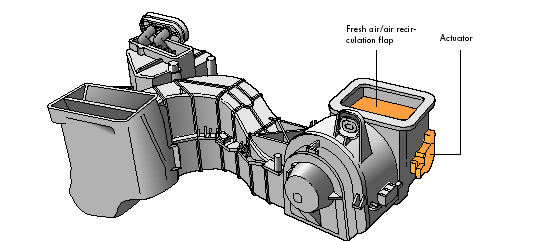 Fresh air/air recir-
culation flap
Actuator